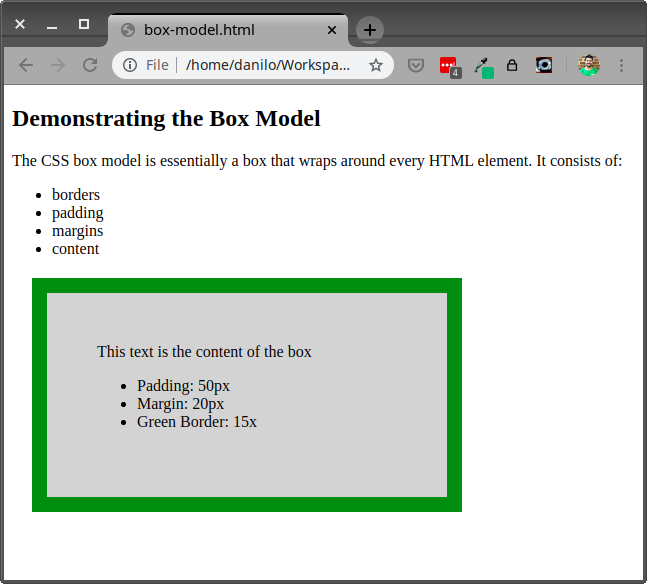 box-model.html
File /home/danilo/Workspa...
4
Demonstrating the Box Model
The CSS box model is essentially a box that wraps around every HTML element. It consists of:
borders
padding
margins
content
This text is the content of the box
Padding: 50px
Margin: 20px
Green Border: 15x